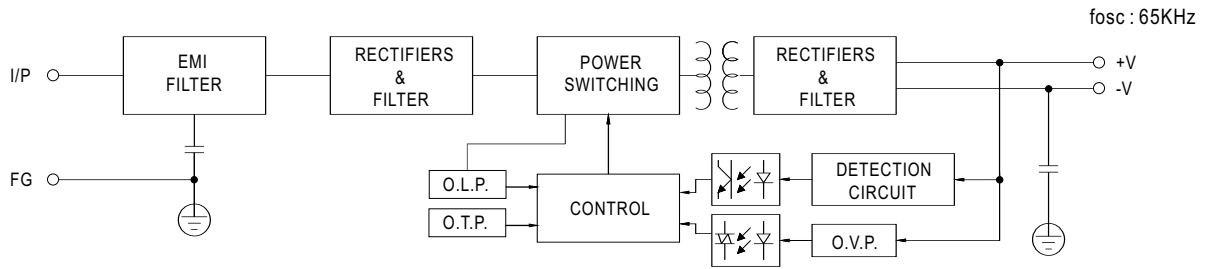 fosc : 65KHz
I/P
EMI
FILTER
RECTIFIERS
&
FILTER
POWER
SWITCHING
RECTIFIERS
&
FILTER
+V
-V
FG
O.L.P.
O.T.P.
CONTROL
DETECTION
CIRCUIT
O.V.P.